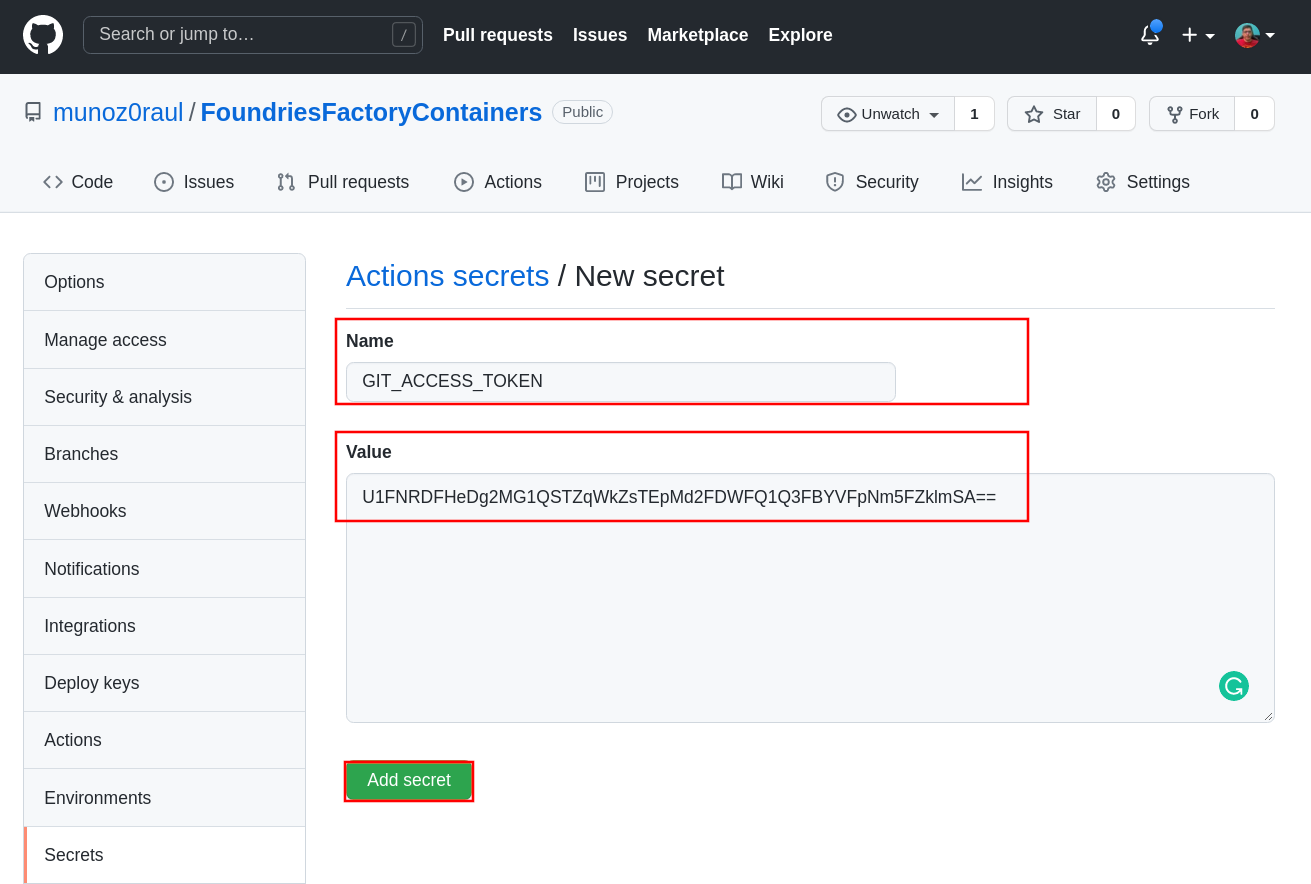 Search or jump to… /
Pull requests Issues Marketplace Explore
munoz0raul / FoundriesFactoryContainers Public
Unwatch 1 Star 0 Fork 0
Code Issues Pull requests Actions Projects Wiki Security Insights Settings
Options
Manage access
Security & analysis
Branches
Webhooks
Notifications
Integrations
Deploy keys
Actions
Environments
Secrets
Actions secrets / New secret
Name
GIT_ACCESS_TOKEN
Value
U1FNRDFHeDg2MG1QSTZqWkZsTEpMd2FDWFQ1Q3FBYVFpNm5FZklmSA==
Add secret